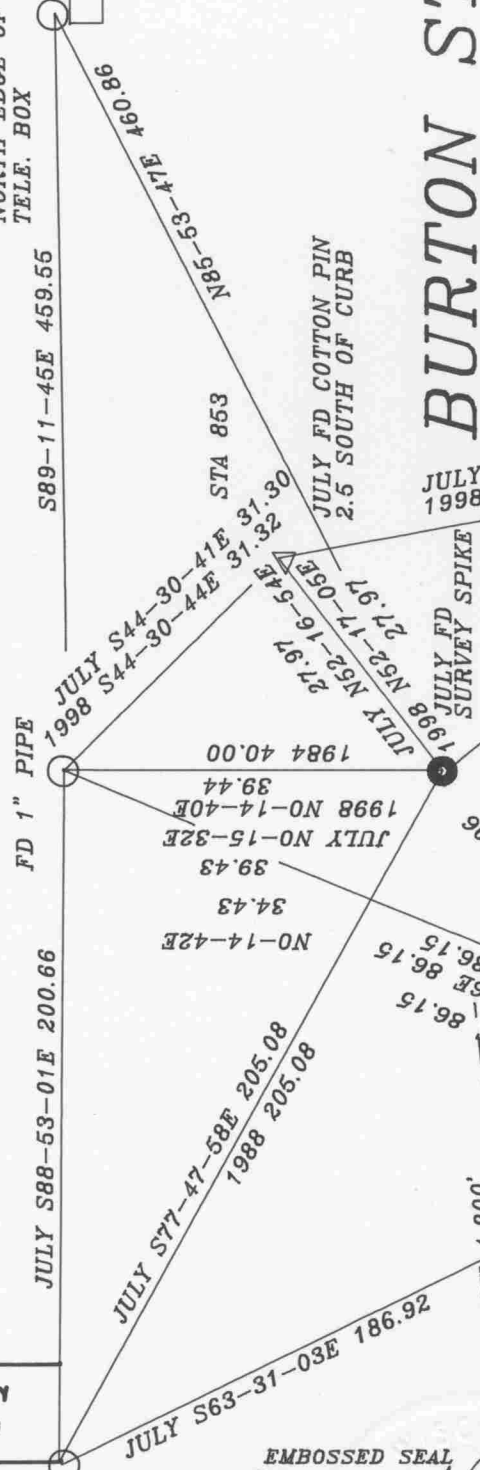 TELE. BOX
S89-11-45E 459.55
N85-53-47E 460.86
BURTON
STA 853
JULY FD COTTON PIN
2.5 SOUTH OF CURB
JULY S44-30-41E 31.30
1998 S44-30-44E 31.32
JULY
1998
JULY FD
SURVEY SPIKE
27.97
JULY N52-16-54E
1998 N52-17-05E
27.97
FD 1" PIPE
1984 40.00
39.44
1998 N0-14-40E
JULY N0-15-32E
39.43
34.43
N0-14-42E
86.15
86.15
86.15
JULY S88-53-01E 200.66
JULY S77-47-58E 205.08
1988 205.08
JULY S63-31-03E 186.92
EMBOSSED SEAL